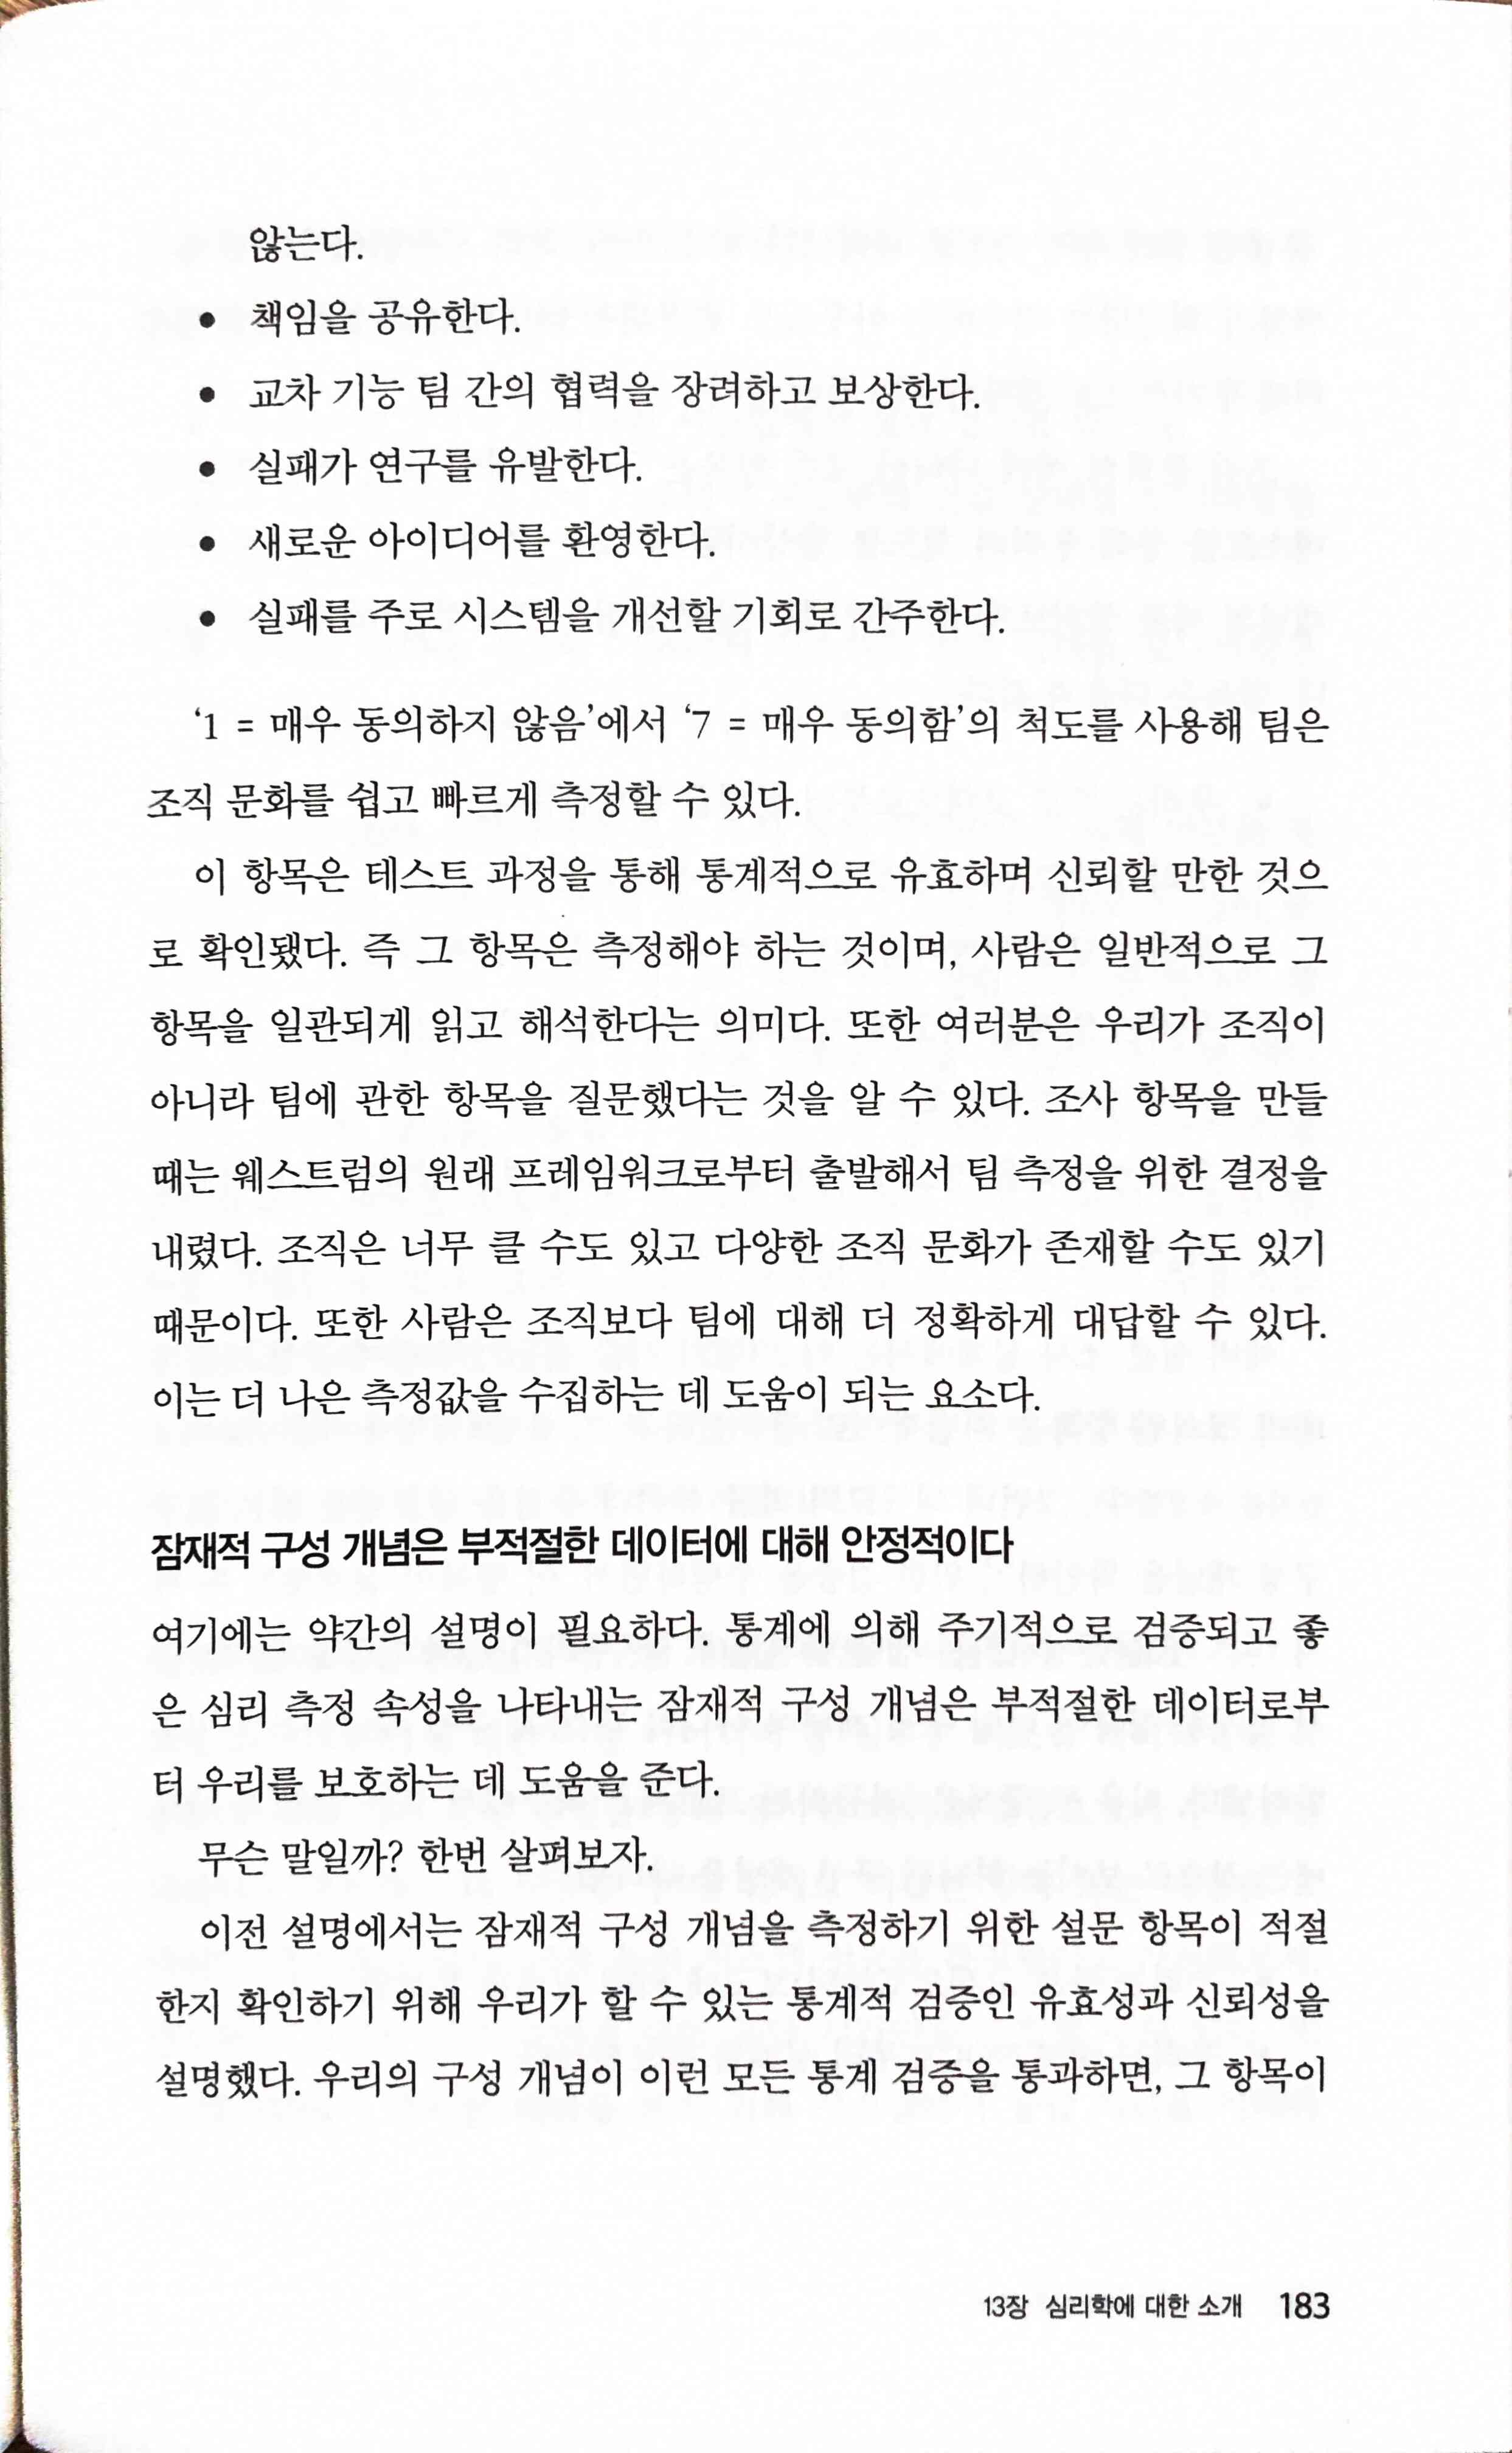 않는다.
● 책임을 공유한다.
● 교차 기능 팀 간의 협력을 장려하고 보상한다.
● 실패가 연구를 유발한다.
● 새로운 아이디어를 환영한다.
● 실패를 주로 시스템을 개선할 기회로 간주한다.
‘1 = 매우 동의하지 않음’에서 ‘7 = 매우 동의함’의 척도를 사용해 팀은
조직 문화를 쉽고 빠르게 측정할 수 있다.
이 항목은 테스트 과정을 통해 통계적으로 유효하며 신뢰할 만한 것으
로 확인됐다. 즉 그 항목은 측정해야 하는 것이며, 사람은 일반적으로 그
항목을 일관되게 읽고 해석한다는 의미다. 또한 여러분은 우리가 조직이
아니라 팀에 관한 항목을 질문했다는 것을 알 수 있다. 조사 항목을 만들
때는 웨스트럼의 원래 프레임워크로부터 출발해서 팀 측정을 위한 결정을
내렸다. 조직은 너무 클 수도 있고 다양한 조직 문화가 존재할 수도 있기
때문이다. 또한 사람은 조직보다 팀에 대해 더 정확하게 대답할 수 있다.
이는 더 나은 측정값을 수집하는 데 도움이 되는 요소다.
잠재적 구성 개념은 부적절한 데이터에 대해 안정적이다
여기에는 약간의 설명이 필요하다. 통계에 의해 주기적으로 검증되고 좋
은 심리 측정 속성을 나타내는 잠재적 구성 개념은 부적절한 데이터로부
터 우리를 보호하는 데 도움을 준다.
무슨 말일까? 한번 살펴보자.
이전 설명에서는 잠재적 구성 개념을 측정하기 위한 설문 항목이 적절
한지 확인하기 위해 우리가 할 수 있는 통계적 검증인 유효성과 신뢰성을
설명했다. 우리의 구성 개념이 이런 모든 통계 검증을 통과하면, 그 항목이
13장 심리학에 대한 소개 183